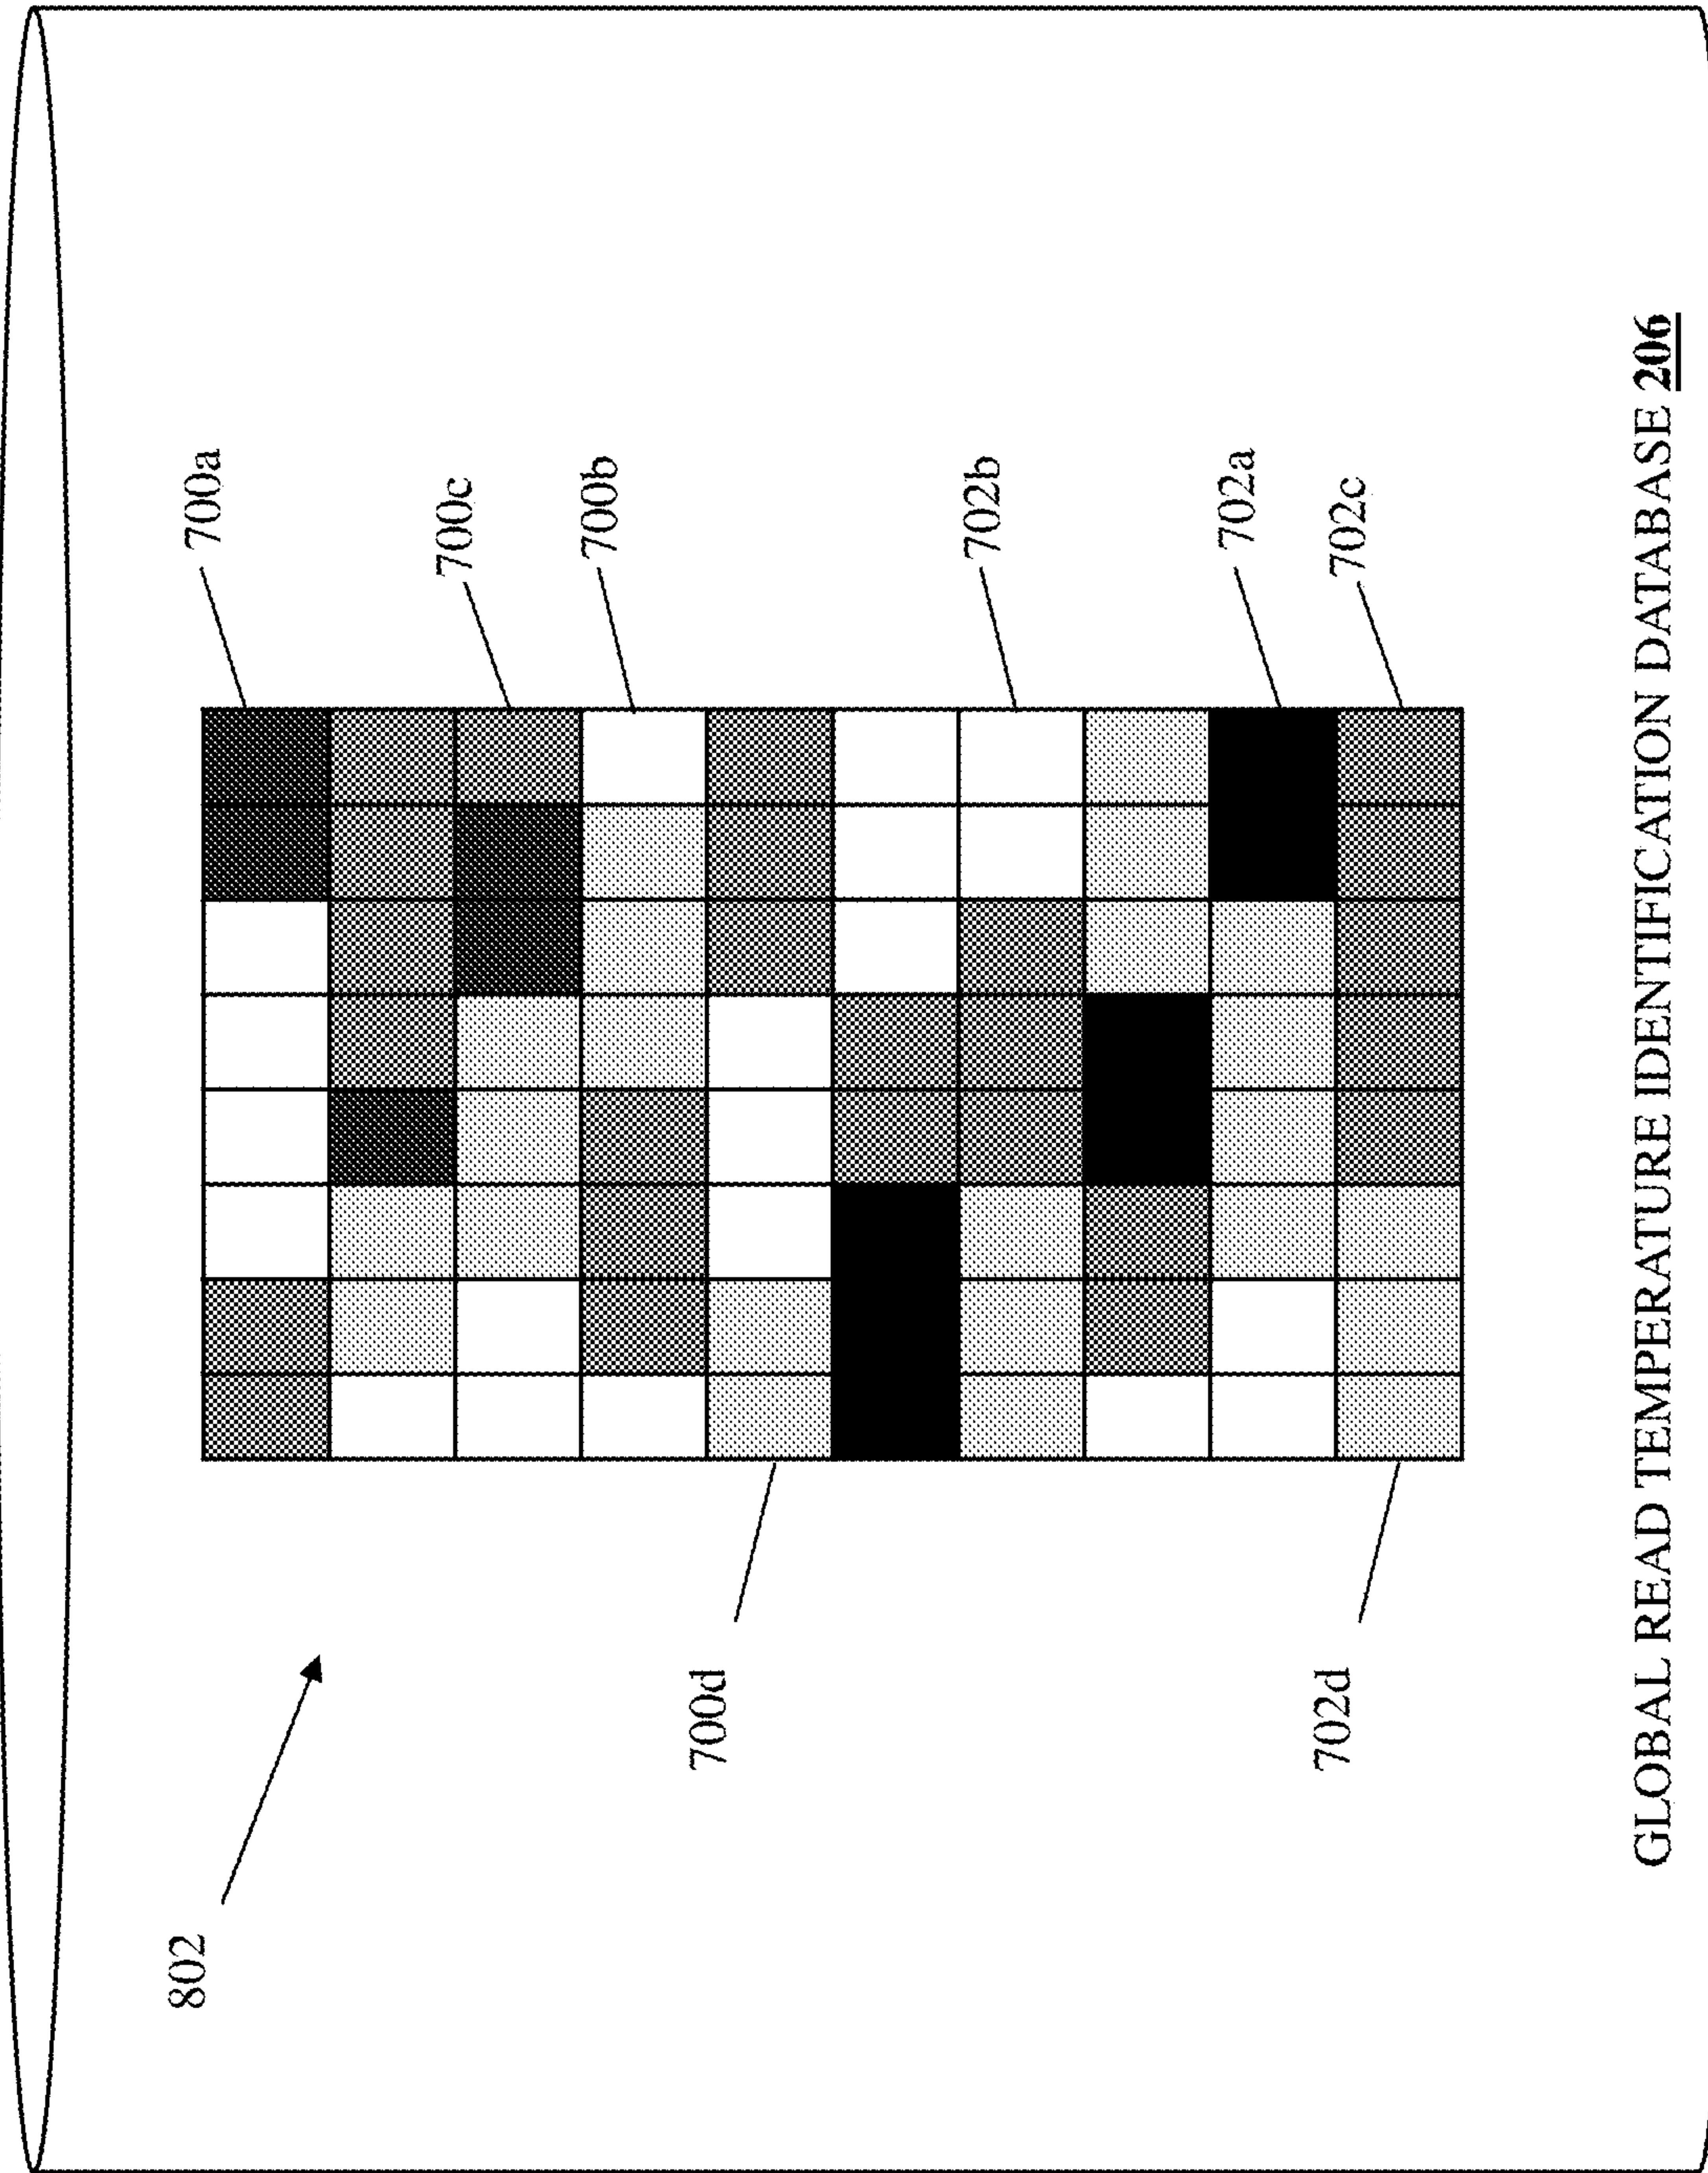 802
700a
700c
700b
700d
702b
702a
702d
702c
GLOBAL READ TEMPERATURE IDENTIFICATION DATABASE 206